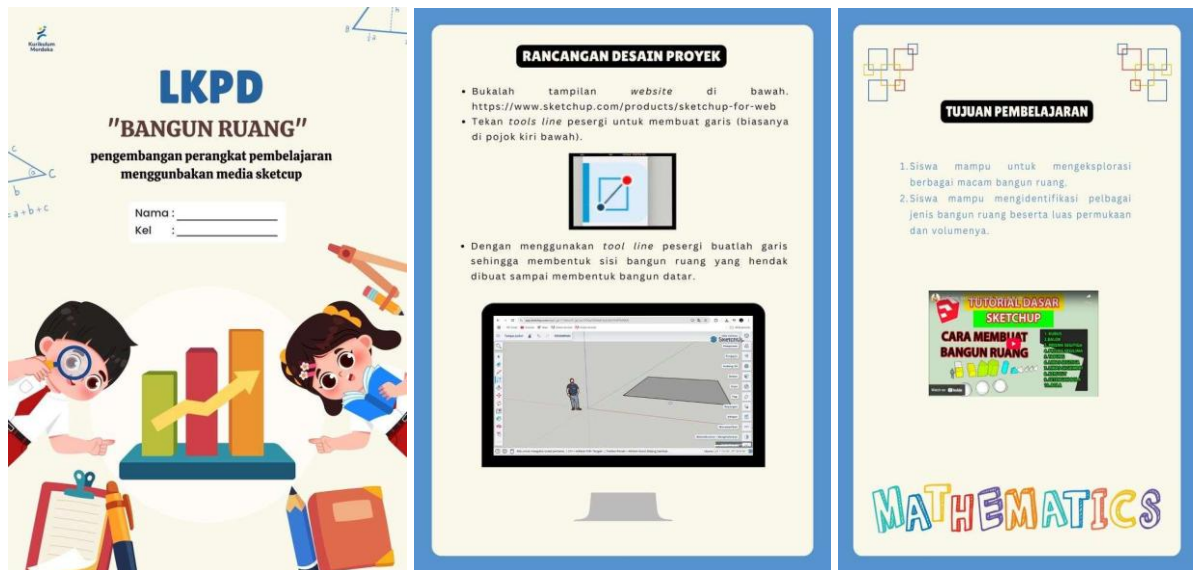 Kurikulum
Merdeka
LKPD
"BANGUN RUANG"
pengembangan perangkat pembelajaran
menggunbakan media sketcup
Nama :
Kel :
B
C
C
b
=a+b+c
RANCANGAN DESAIN PROYEK
• Bukalah tampilan website di bawah.
https://www.sketchup.com/products/sketchup-for-web
• Tekan tools line pesergi untuk membuat garis (biasanya
di pojok kiri bawah).
• Dengan menggunakan tool line pesergi buatlah garis
sehingga membentuk sisi bangun ruang yang hendak
dibuat sampai membentuk bangun datar.
SketchUp
TUJUAN PEMBELAJARAN
1. Siswa mampu untuk mengeksplorasi
berbagai macam bangun ruang.
2. Siswa mampu mengidentifikasi pelbagai
jenis bangun ruang beserta luas permukaan
dan volumenya.
TUTORIAL DASAR
SKETCHUP
CARA MEMBUAT
BANGUN RUANG
MATHEMATICS